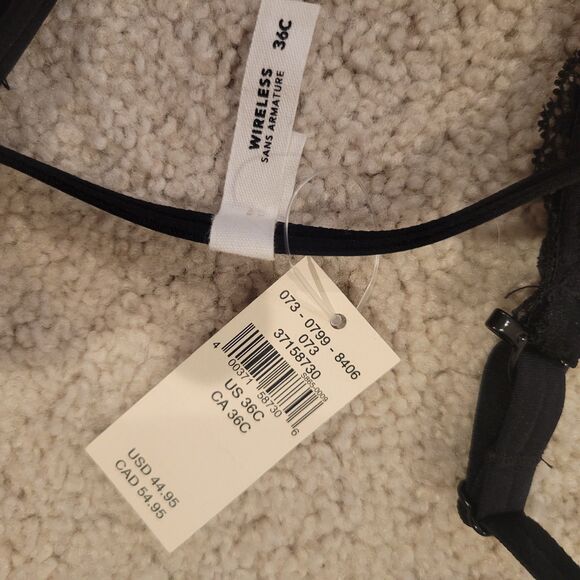 36C
WIRELESS
SANS ARMATURE
073 - 0799 - 8406
073
37158730
4 00371 58730 6
US 36C
CA 36C
USD 44.95
CAD 54.95